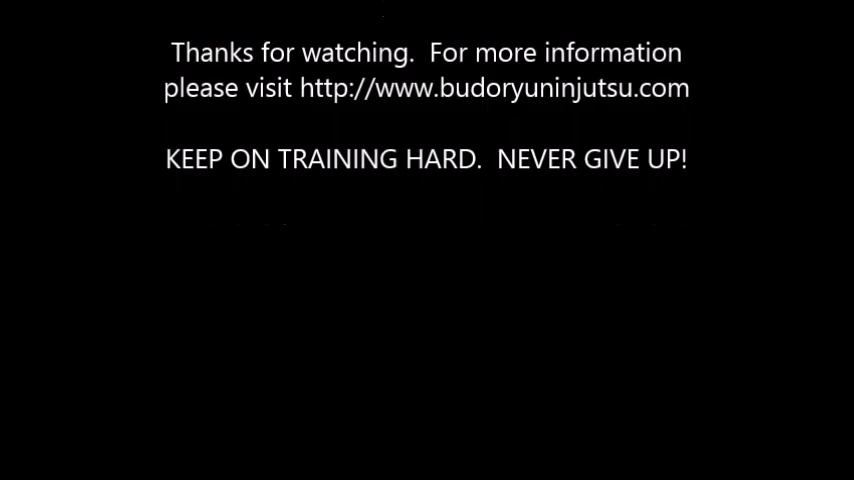 Thanks for watching.  For more information
please visit http://www.budoryuninjutsu.com
KEEP ON TRAINING HARD.  NEVER GIVE UP!